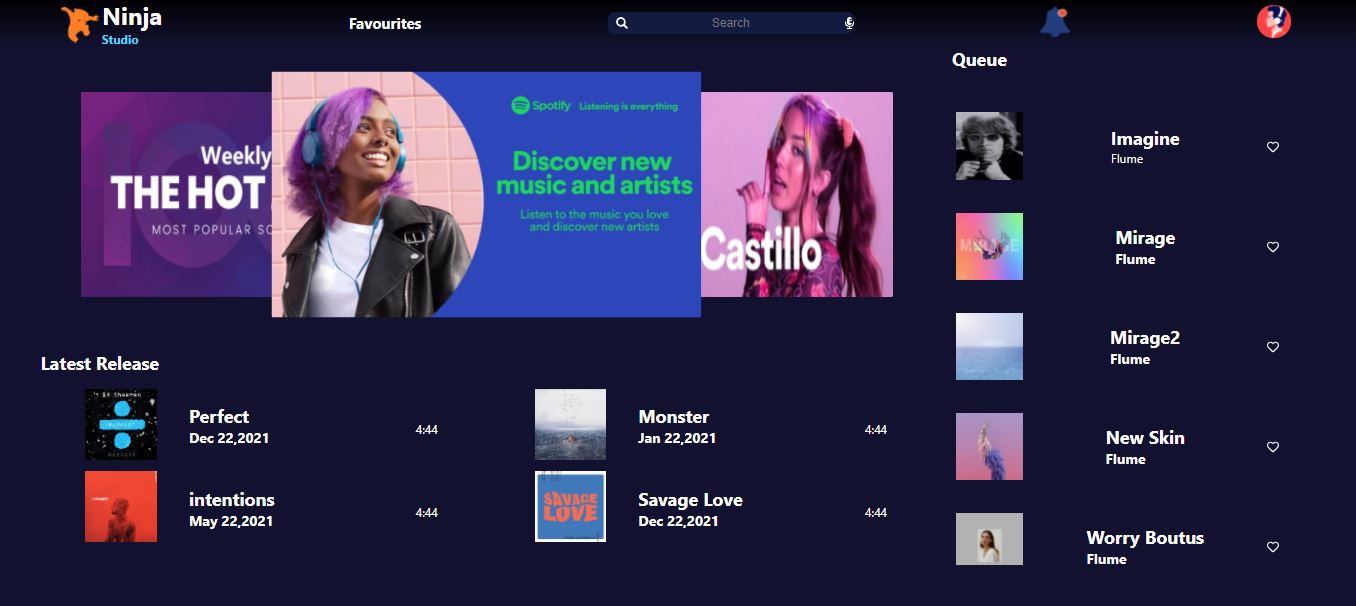 Ninja
Studio
Favourites
Search
Weekly
THE HOT
MOST POPULAR
Spotify Listening is everything
Discover new
music and artists
Listen to the music you love
and discover new artists
Castillo
Latest Release
Perfect
Dec 22,2021
4:44
Monster
Jan 22,2021
4:44
intentions
May 22,2021
4:44
SAVAGE
LOVE
Savage Love
Dec 22,2021
4:44
Queue
Imagine
Flume
MIRAGE
Mirage
Flume
Mirage2
Flume
New Skin
Flume
Worry Boutus
Flume